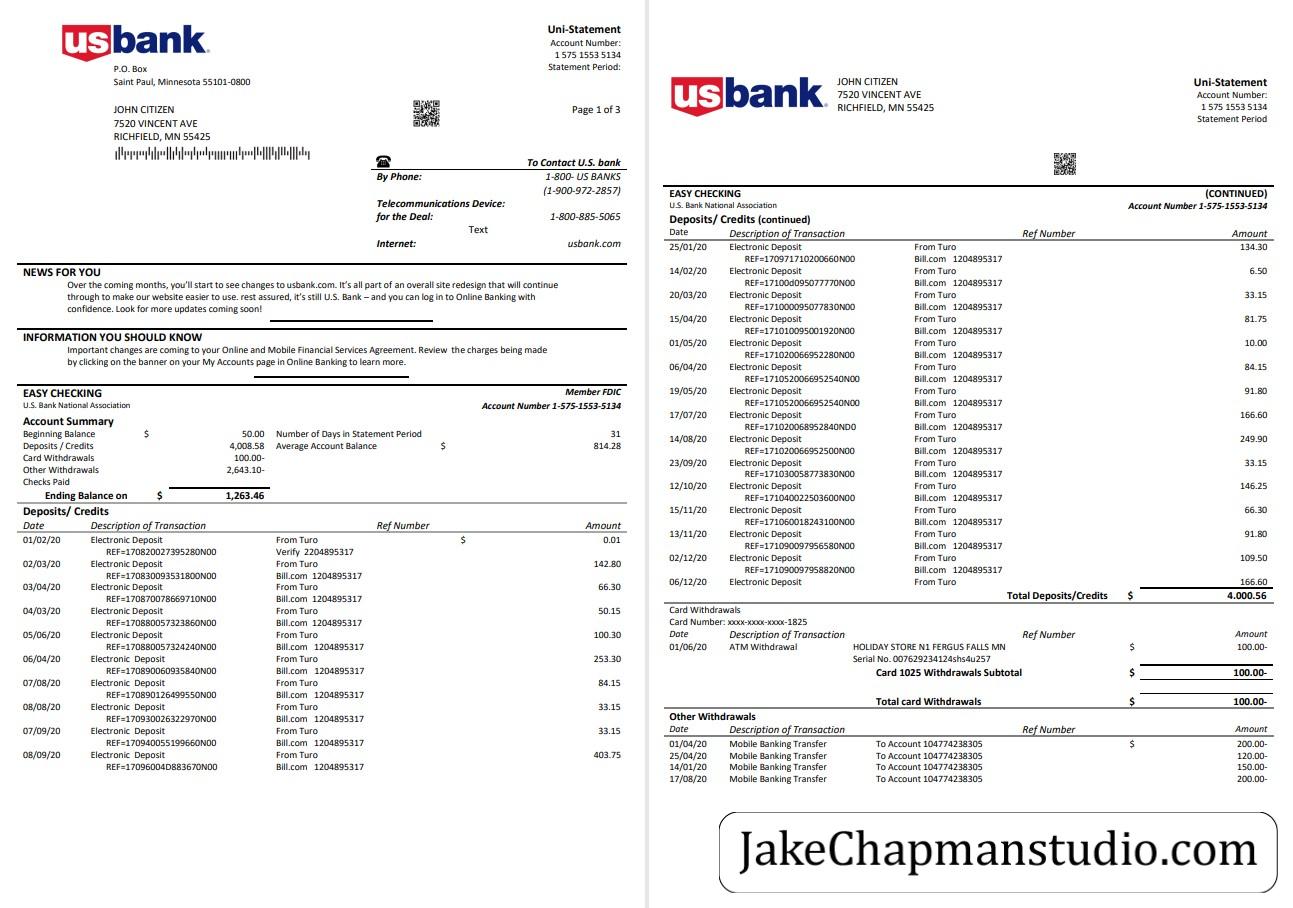 usbank.
Uni-Statement
Account Number:
1 575 1553 5134
Statement Period:
P.O. Box
Saint Paul, Minnesota 55101-0800
JOHN CITIZEN
7520 VINCENT AVE
RICHFIELD, MN 55425
Page 1 of 3
To Contact U.S. bank
By Phone: 1-800- US BANKS
(1-900-972-2857)
Telecommunications Device:
for the Deal: 1-800-885-5065
Text
Internet: usbank.com
NEWS FOR YOU
Over the coming months, you'll start to see changes to usbank.com. It's all part of an overall site redesign that will continue
through to make our website easier to use. rest assured, it's still U.S. Bank – and you can log in to Online Banking with
confidence. Look for more updates coming soon!
INFORMATION YOU SHOULD KNOW
Important changes are coming to your Online and Mobile Financial Services Agreement. Review the charges being made
by clicking on the banner on your My Accounts page in Online Banking to learn more.
EASY CHECKING Member FDIC
U.S. Bank National Association Account Number 1-575-1553-5134
Account Summary
Beginning Balance $ 50.00 Number of Days in Statement Period 31
Deposits / Credits 4,008.58 Average Account Balance $ 814.28
Card Withdrawals 100.00-
Other Withdrawals 2,643.10-
Checks Paid
Ending Balance on $ 1,263.46
Deposits/ Credits
Date Description of Transaction Ref Number Amount
01/02/20 Electronic Deposit From Turo $ 0.01
REF=170820027395280N00 Verify 2204895317
02/03/20 Electronic Deposit From Turo 142.80
REF=170830093531800N00 Bill.com 1204895317
03/04/20 Electronic Deposit From Turo 66.30
REF=170870078669710N00 Bill.com 1204895317
04/03/20 Electronic Deposit From Turo 50.15
REF=170880057323860N00 Bill.com 1204895317
05/06/20 Electronic Deposit From Turo 100.30
REF=170880057324240N00 Bill.com 1204895317
06/04/20 Electronic Deposit From Turo 253.30
REF=170890060935840N00 Bill.com 1204895317
07/08/20 Electronic Deposit From Turo 84.15
REF=170890126499550N00 Bill.com 1204895317
08/08/20 Electronic Deposit From Turo 33.15
REF=170930026322970N00 Bill.com 1204895317
07/09/20 Electronic Deposit From Turo 33.15
REF=170940055199660N00 Bill.com 1204895317
08/09/20 Electronic Deposit From Turo 403.75
REF=17096004D883670N00 Bill.com 1204895317
usbank.
JOHN CITIZEN
7520 VINCENT AVE
RICHFIELD, MN 55425
Uni-Statement
Account Number:
1 575 1553 5134
Statement Period
EASY CHECKING (CONTINUED)
U.S. Bank National Association Account Number 1-575-1553-5134
Deposits/ Credits (continued)
Date Description of Transaction Ref Number Amount
25/01/20 Electronic Deposit From Turo 134.30
REF=170971710200660N00 Bill.com 1204895317
14/02/20 Electronic Deposit From Turo 6.50
REF=17100d095077770N00 Bill.com 1204895317
20/03/20 Electronic Deposit From Turo 33.15
REF=171000095077830N00 Bill.com 1204895317
15/04/20 Electronic Deposit From Turo 81.75
REF=171010095001920N00 Bill.com 1204895317
01/05/20 Electronic Deposit From Turo 10.00
REF=171020066952280N00 Bill.com 1204895317
06/04/20 Electronic Deposit From Turo 84.15
REF=1710520066952540N00 Bill.com 1204895317
19/05/20 Electronic Deposit From Turo 91.80
REF=1710520066952540N00 Bill.com 1204895317
17/07/20 Electronic Deposit From Turo 166.60
REF=171020068952840ND0 Bill.com 1204895317
14/08/20 Electronic Deposit From Turo 249.90
REF=171020066952500N00 Bill.com 1204895317
23/09/20 Electronic Deposit From Turo 33.15
REF=171030058773830N00 Bill.com 1204895317
12/10/20 Electronic Deposit From Turo 146.25
REF=171040022503600N00 Bill.com 1204895317
15/11/20 Electronic Deposit From Turo 66.30
REF=171060018243100N00 Bill.com 1204895317
13/11/20 Electronic Deposit From Turo 91.80
REF=171090097956580N00 Bill.com 1204895317
02/12/20 Electronic Deposit From Turo 109.50
REF=171090097958820N00 Bill.com 1204895317
06/12/20 Electronic Deposit From Turo 166.60
Total Deposits/Credits $ 4.000.56
Card Withdrawals
Card Number: xxxx-xxxx-xxxx-1825
Date Description of Transaction Ref Number Amount
01/06/20 ATM Withdrawal HOLIDAY STORE N1 FERGUS FALLS MN $ 100.00-
Serial No. 007629234124shs4u257
Card 1025 Withdrawals Subtotal $ 100.00-
Total card Withdrawals $ 100.00-
Other Withdrawals
Date Description of Transaction Ref Number Amount
01/04/20 Mobile Banking Transfer To Account 104774238305 $ 200.00-
25/04/20 Mobile Banking Transfer To Account 104774238305 120.00-
14/01/20 Mobile Banking Transfer To Account 104774238305 150.00-
17/08/20 Mobile Banking Transfer To Account 104774238305 200.00-
JakeChapmanstudio.com